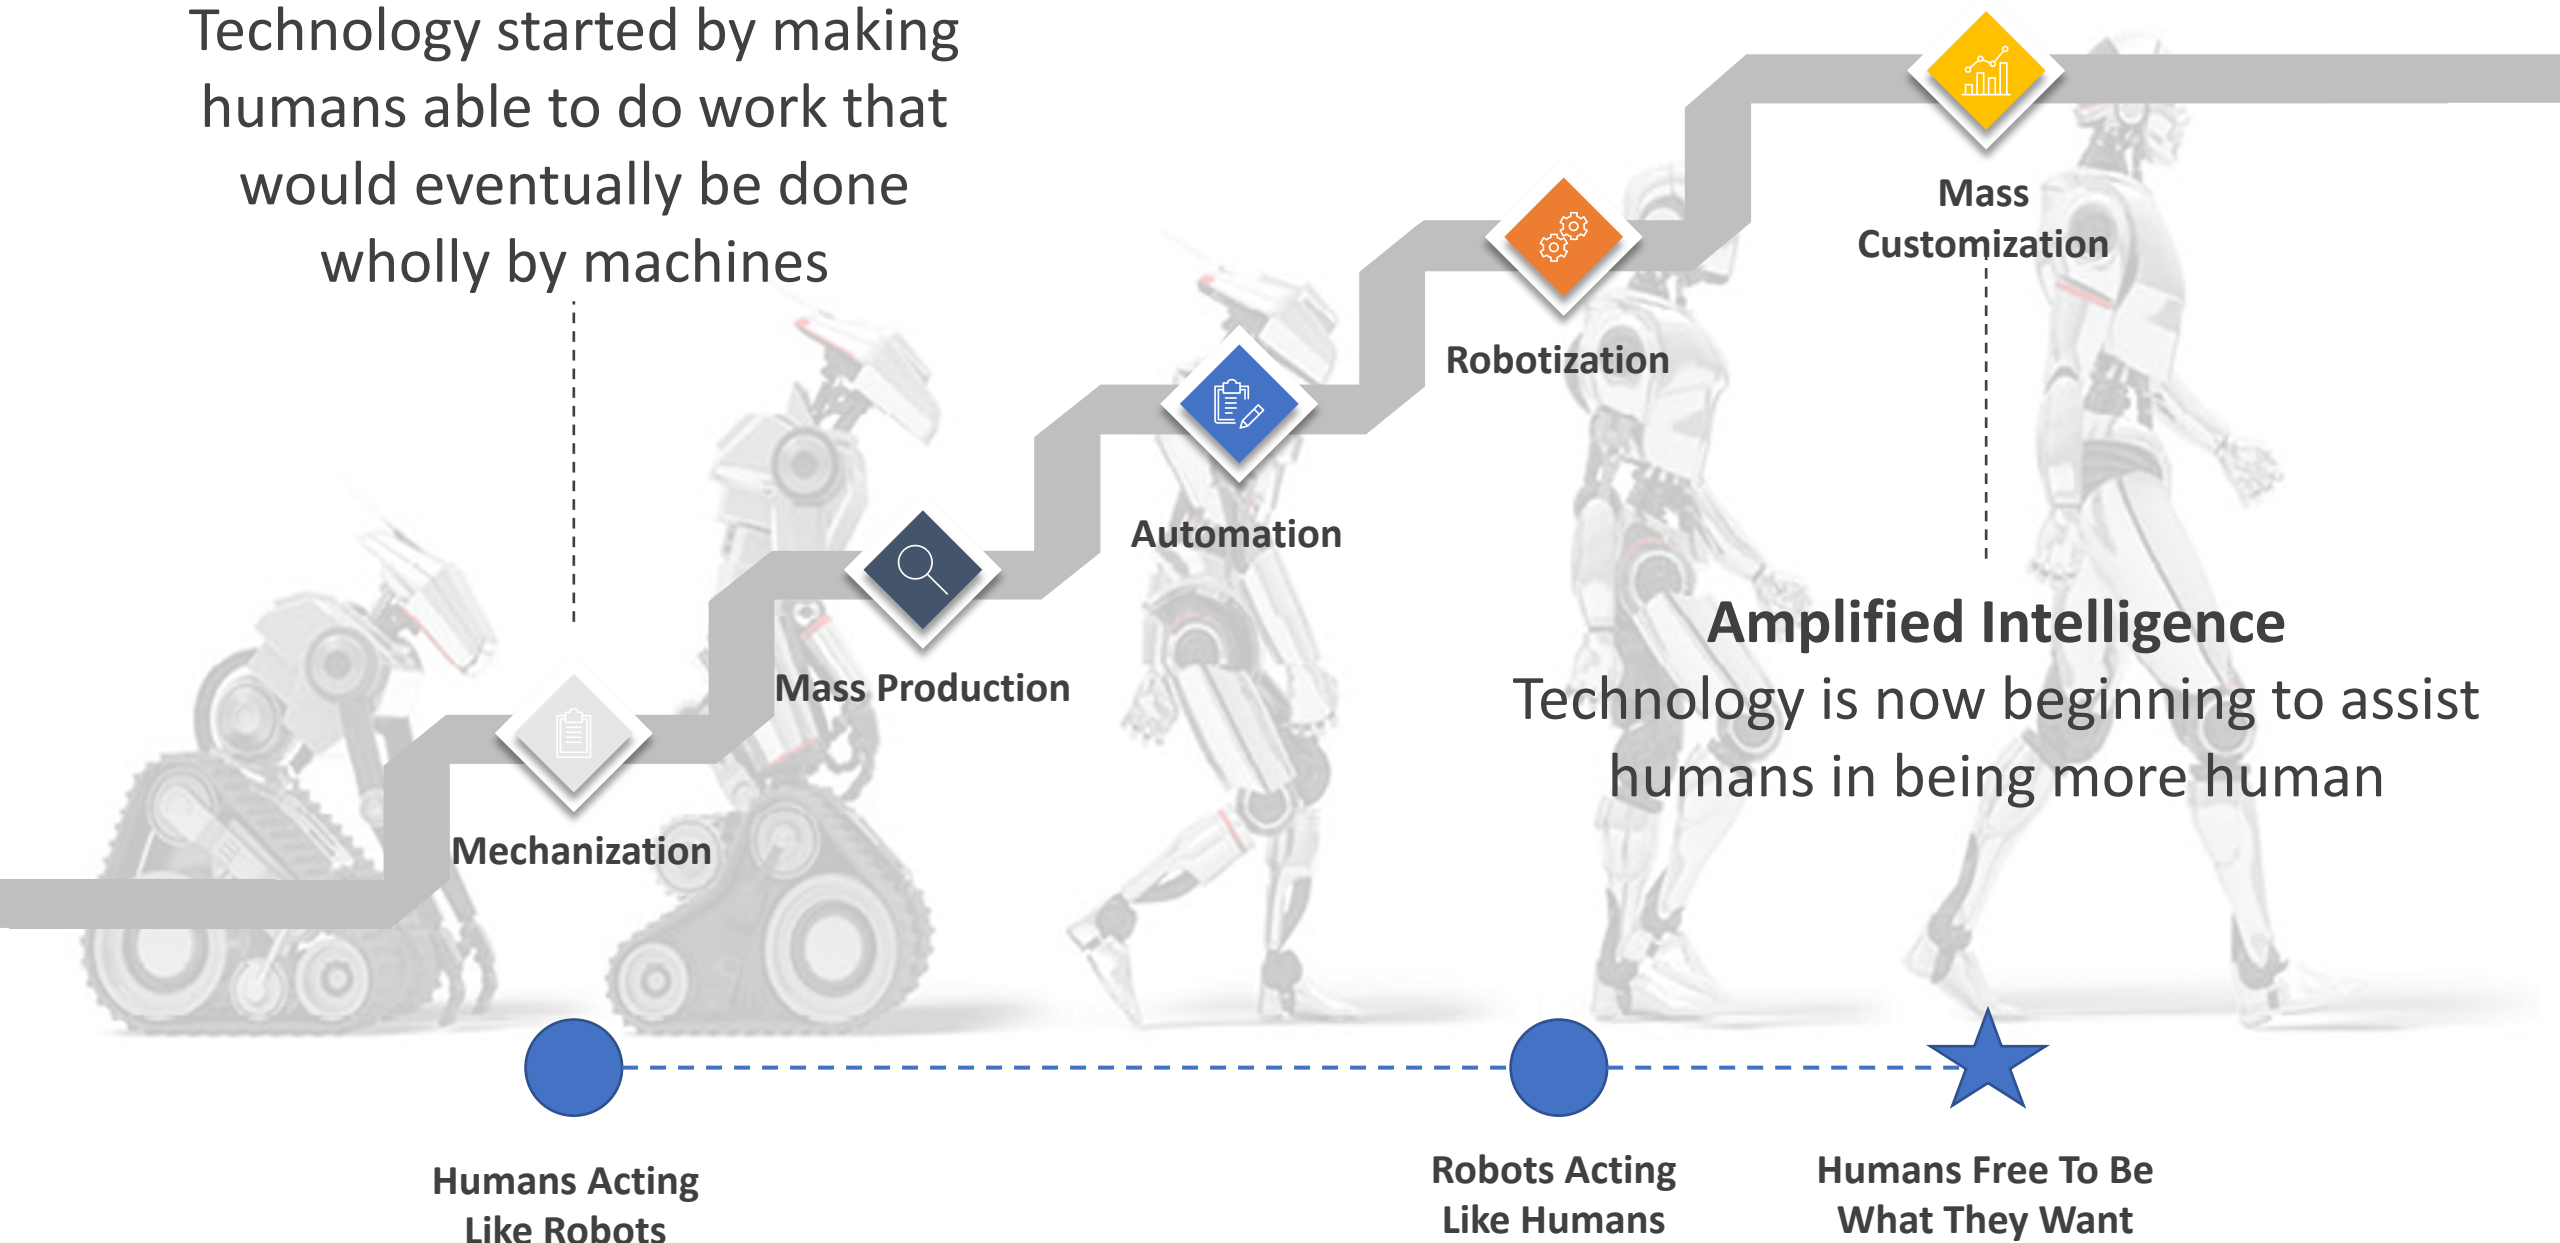 Technology started by making
humans able to do work that
would eventually be done
wholly by machines
Mass
Customization
Robotization
Automation
Mass Production
Mechanization
Amplified Intelligence
Technology is now beginning to assist
humans in being more human
Humans Acting
Like Robots
Robots Acting
Like Humans
Humans Free To Be
What They Want